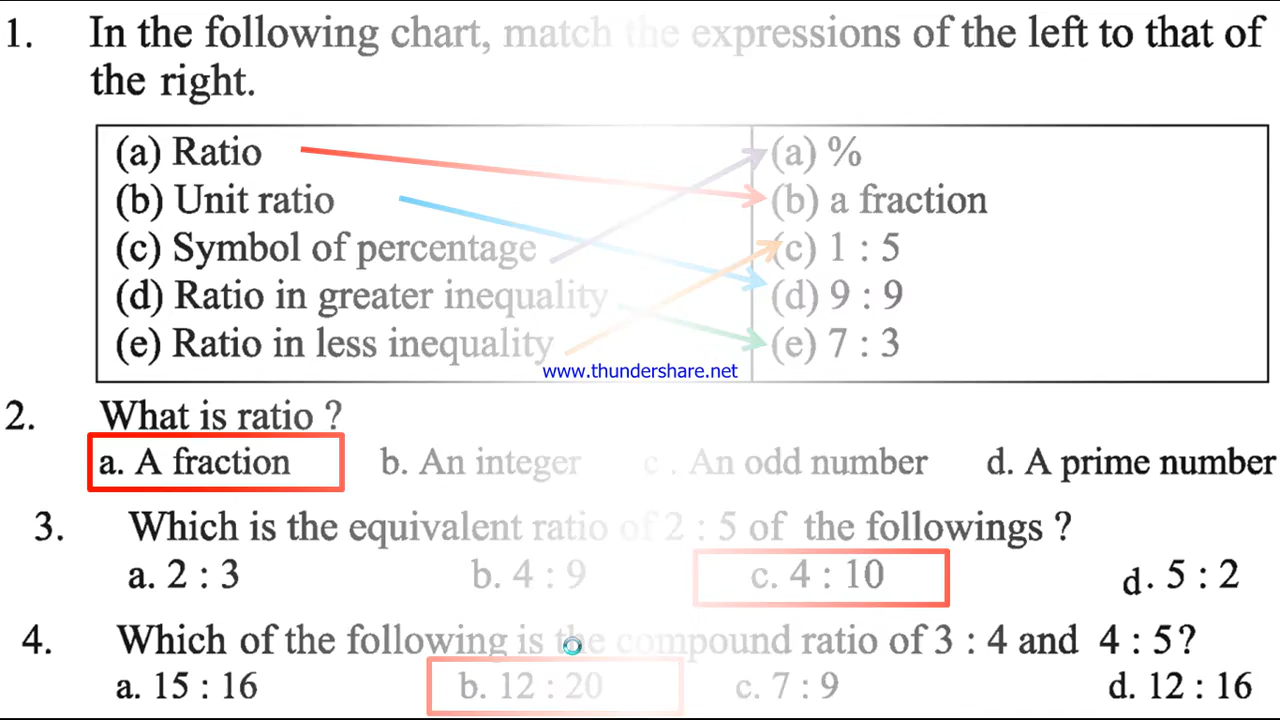 1. In the following chart, match the expressions of the left to that of
the right.
(a) Ratio (a) %
(b) Unit ratio (b) a fraction
(c) Symbol of percentage (c) 1 : 5
(d) Ratio in greater inequality (d) 9 : 9
(e) Ratio in less inequality (e) 7 : 3
www.thundershare.net
2. What is ratio ?
a. A fraction b. An integer c . An odd number d. A prime number
3. Which is the equivalent ratio of 2 : 5 of the followings ?
a. 2 : 3 b. 4 : 9 c. 4 : 10 d. 5 : 2
4. Which of the following is the compound ratio of 3 : 4 and 4 : 5?
a. 15 : 16 b. 12 : 20 c. 7 : 9 d. 12 : 16